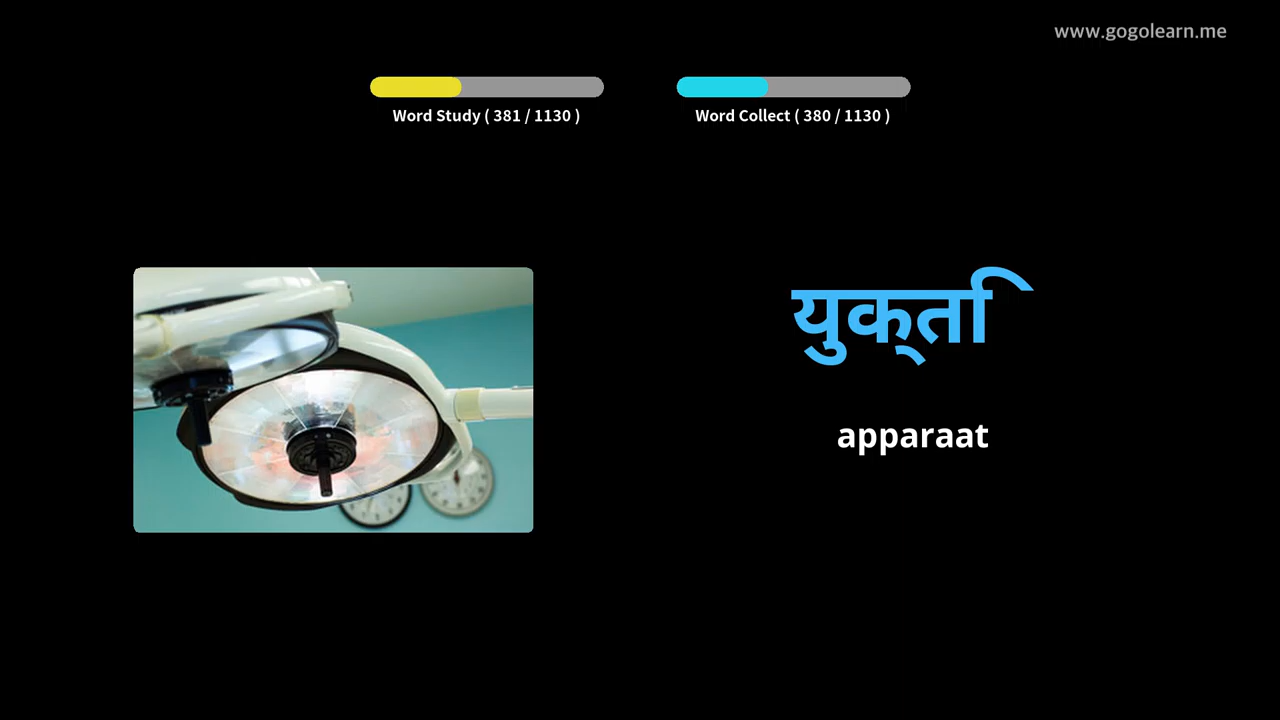 www.gogolearn.me
Word Study ( 381 / 1130 )
Word Collect ( 380 / 1130 )
युक्ति
apparaat